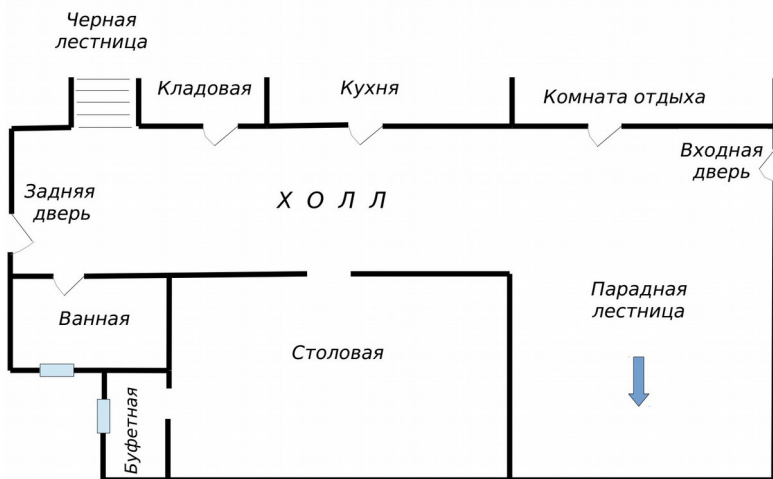 Черная
лестница
Кладовая
Кухня
Комната отдыха
Входная
дверь
Задняя
дверь
Х О Л Л
Парадная
лестница
Ванная
Столовая
Буфетная